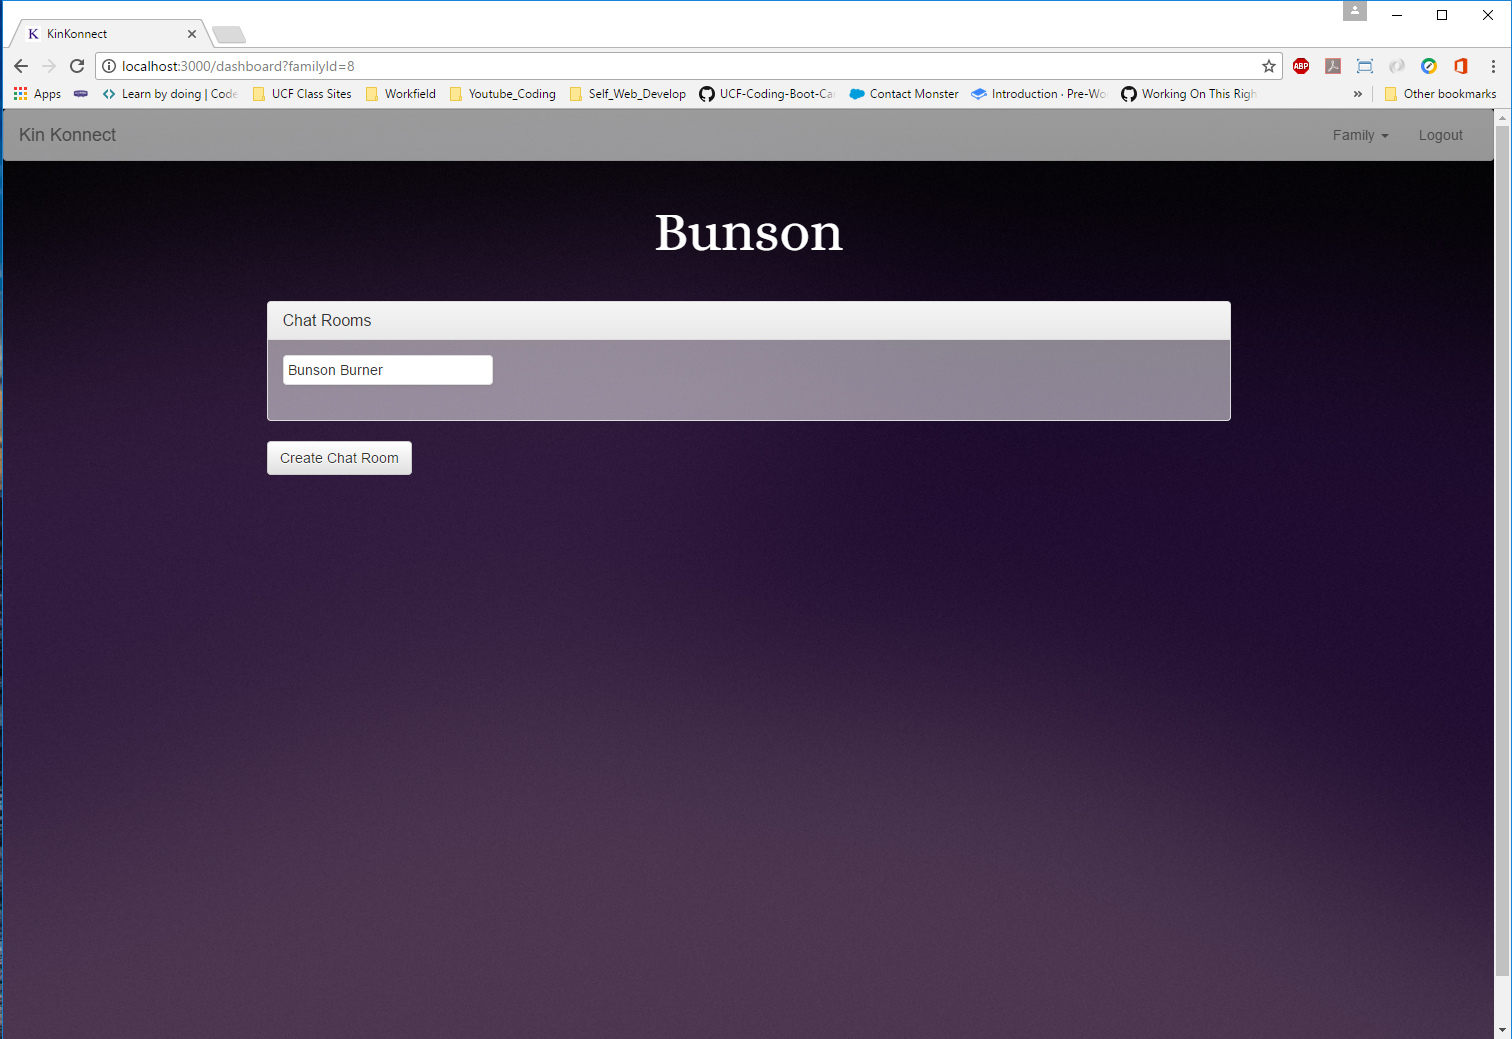 K KinKonnect
localhost:3000/dashboard?familyId=8
ABP
Apps Learn by doing | Code UCF Class Sites Workfield Youtube_Coding Self_Web_Develop UCF-Coding-Boot-Ca Contact Monster Introduction · Pre-Wo Working On This Righ » Other bookmarks
Kin Konnect Family Logout
Bunson
Chat Rooms
Bunson Burner
Create Chat Room